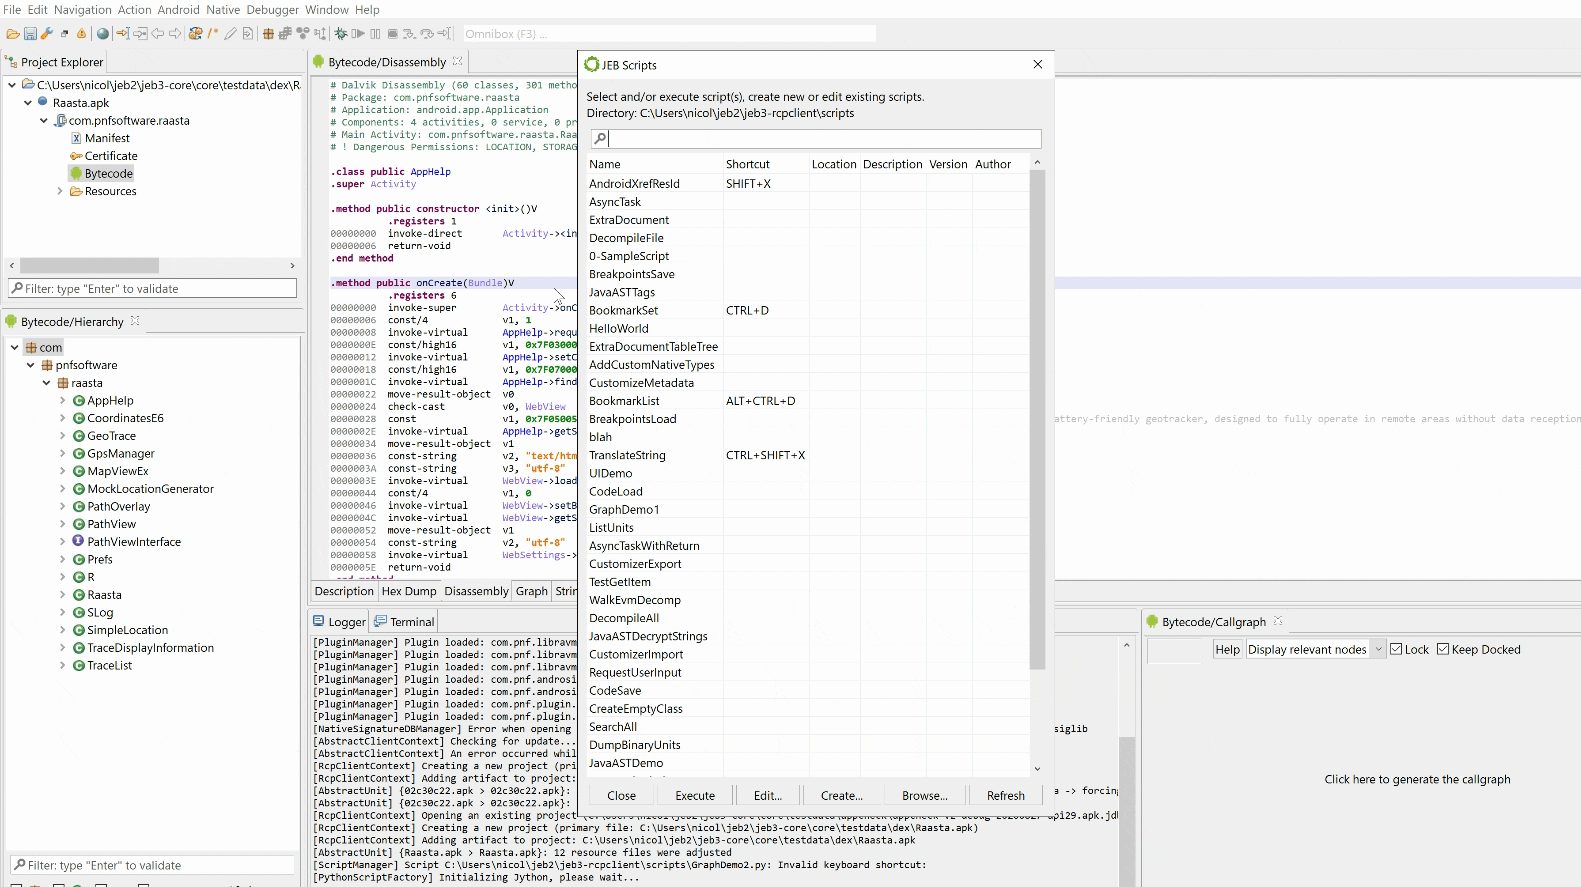 File Edit Navigation Action Android Native Debugger Window Help
Omnibox (F3) ...
Project Explorer
C:\Users\nicol\jeb2\jeb3-core\core\testdata\dex\R
Raasta.apk
com.pnfsoftware.raasta
Manifest
Certificate
Bytecode
Resources
Filter: type "Enter" to validate
Bytecode/Hierarchy
com
pnfsoftware
raasta
AppHelp
CoordinatesE6
GeoTrace
GpsManager
MapViewEx
MockLocationGenerator
PathOverlay
PathView
PathViewInterface
Prefs
R
Raasta
SLog
SimpleLocation
TraceDisplayInformation
TraceList
Filter: type "Enter" to validate
Bytecode/Disassembly
# Dalvik Disassembly (60 classes, 301 metho
# Package: com.pnfsoftware.raasta
# Application: android.app.Application
# Components: 4 activities, 0 service, 0 pr
# Main Activity: com.pnfsoftware.raasta.Raa
# ! Dangerous Permissions: LOCATION, STORAG
.class public AppHelp
.super Activity
.method public constructor <init>()V
.registers 1
00000000 invoke-direct Activity-><in
00000006 return-void
.end method
.method public onCreate(Bundle)V
.registers 6
00000000 invoke-super Activity->onC
00000006 const/4 v1, 1
00000008 invoke-virtual AppHelp->requ
0000000E const/high16 v1, 0x7F03000
00000012 invoke-virtual AppHelp->setC
00000018 const/high16 v1, 0x7F07000
0000001C invoke-virtual AppHelp->find
00000022 move-result-object v0
00000024 check-cast v0, WebView
00000028 const v1, 0x7F05005
0000002E invoke-virtual AppHelp->getS
00000034 move-result-object v1
00000036 const-string v2, "text/htm
0000003A const-string v3, "utf-8"
0000003E invoke-virtual WebView->load
00000044 const/4 v1, 0
00000046 invoke-virtual WebView->setB
0000004C invoke-virtual WebView->getS
00000052 move-result-object v1
00000054 const-string v2, "utf-8"
00000058 invoke-virtual WebSettings->
0000005E return-void
.end method
Description Hex Dump Disassembly Graph Strin
attery-friendly geotracker, designed to fully operate in remote areas without data reception
JEB Scripts
Select and/or execute script(s), create new or edit existing scripts.
Directory: C:\Users\nicol\jeb2\jeb3-rcpclient\scripts
Name Shortcut Location Description Version Author
AndroidXrefResId SHIFT+X
AsyncTask
ExtraDocument
DecompileFile
0-SampleScript
BreakpointsSave
JavaASTTags
BookmarkSet CTRL+D
HelloWorld
ExtraDocumentTableTree
AddCustomNativeTypes
CustomizeMetadata
BookmarkList ALT+CTRL+D
BreakpointsLoad
blah
TranslateString CTRL+SHIFT+X
UIDemo
CodeLoad
GraphDemo1
ListUnits
AsyncTaskWithReturn
CustomizerExport
TestGetItem
WalkEvmDecomp
DecompileAll
JavaASTDecryptStrings
CustomizerImport
RequestUserInput
CodeSave
CreateEmptyClass
SearchAll
DumpBinaryUnits
JavaASTDemo
Close Execute Edit... Create... Browse... Refresh
Logger Terminal
[PluginManager] Plugin loaded: com.pnf.libravm
[PluginManager] Plugin loaded: com.pnf.libravm
[PluginManager] Plugin loaded: com.pnf.libravm
[PluginManager] Plugin loaded: com.pnf.androsi
[PluginManager] Plugin loaded: com.pnf.androsi
[PluginManager] Plugin loaded: com.pnf.plugin.
[PluginManager] Plugin loaded: com.pnf.plugin.
[NativeSignatureDBManager] Error when opening siglib
[AbstractClientContext] Checking for update...
[AbstractClientContext] An error occurred whil
[RcpClientContext] Creating a new project (pri
[RcpClientContext] Adding artifact to project:
[AbstractUnit] {02c30c22.apk > 02c30c22.apk}: a -> forcing
[AbstractUnit] {02c30c22.apk > 02c30c22.apk}:
[RcpClientContext] Opening an existing project
[RcpClientContext] Creating a new project (primary file: C:\Users\nicol\jeb2\jeb3-core\core\testdata\dex\Raasta.apk)
[RcpClientContext] Adding artifact to project: C:\Users\nicol\jeb2\jeb3-core\core\testdata\dex\Raasta.apk
[AbstractUnit] {Raasta.apk > Raasta.apk}: 12 resource files were adjusted
[ScriptManager] Script C:\Users\nicol\jeb2\jeb3-rcpclient\scripts\GraphDemo2.py: Invalid keyboard shortcut:
[PythonScriptFactory] Initializing Jython, please wait...
Bytecode/Callgraph
Help Display relevant nodes Lock Keep Docked
Click here to generate the callgraph